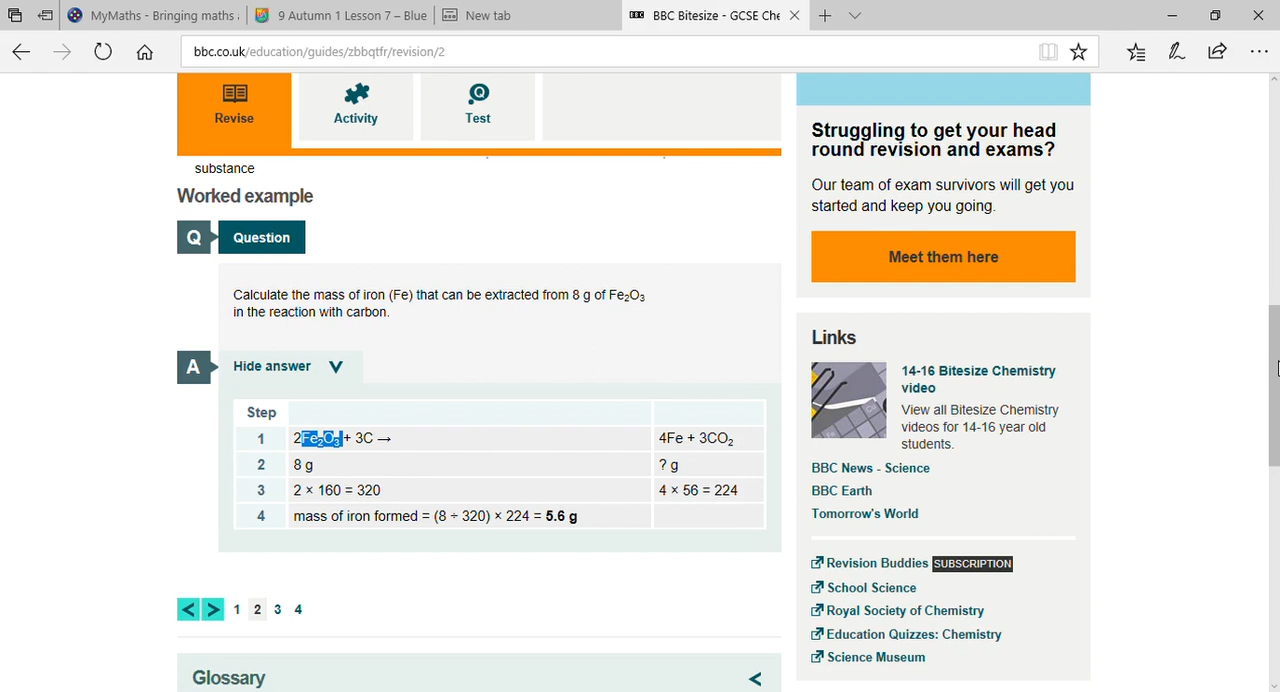 MyMaths - Bringing maths
9 Autumn 1 Lesson 7 – Blue
New tab
BBC Bitesize - GCSE Che
bbc.co.uk/education/guides/zbbqtfr/revision/2
Revise
Activity
Test
substance
Worked example
Q Question
Calculate the mass of iron (Fe) that can be extracted from 8 g of Fe₂O₃
in the reaction with carbon.
A Hide answer
Step
1 2Fe₂O₃ + 3C → 4Fe + 3CO₂
2 8 g ? g
3 2 × 160 = 320 4 × 56 = 224
4 mass of iron formed = (8 ÷ 320) × 224 = 5.6 g
< > 1 2 3 4
Glossary <
Struggling to get your head
round revision and exams?
Our team of exam survivors will get you
started and keep you going.
Meet them here
Links
14-16 Bitesize Chemistry
video
View all Bitesize Chemistry
videos for 14-16 year old
students.
BBC News - Science
BBC Earth
Tomorrow's World
Revision Buddies SUBSCRIPTION
School Science
Royal Society of Chemistry
Education Quizzes: Chemistry
Science Museum